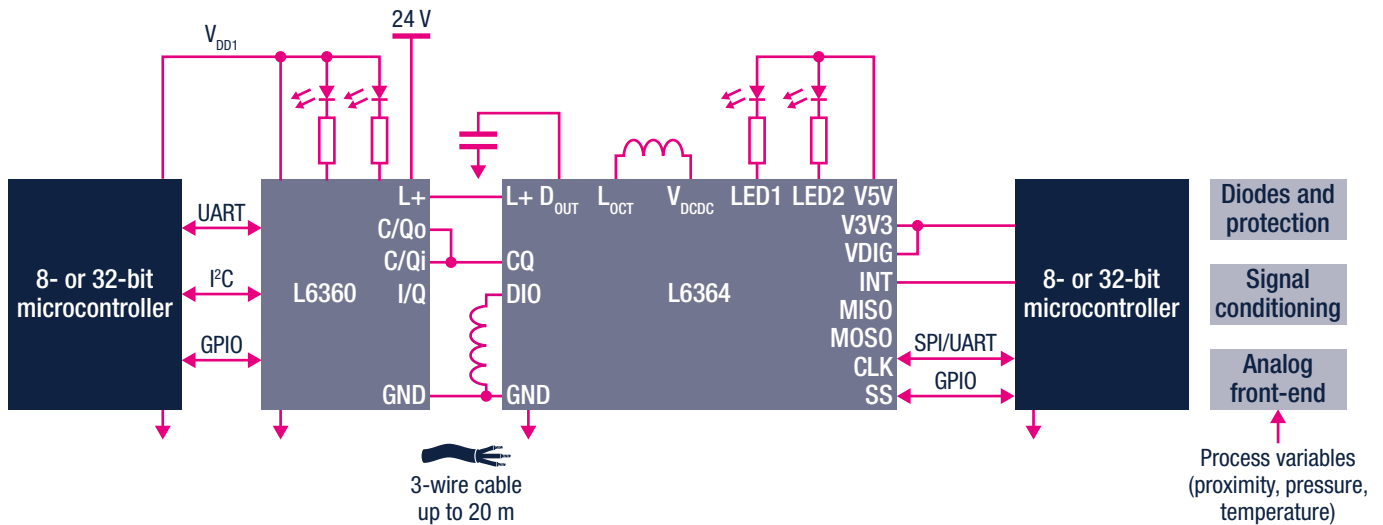 24 V
VDD1
L+
L+ DOUT LOCT VDCDC LED1 LED2 V5V
Diodes and
protection
UART
C/Qo
V3V3
VDIG
8- or 32-bit
microcontroller
I²C
L6360
C/Qi
I/Q
CQ
DIO
L6364
INT
MISO
MOSO
8- or 32-bit
microcontroller
Signal
conditioning
GPIO
SPI/UART
CLK
GPIO
SS
GND
GND
Analog
front-end
3-wire cable
up to 20 m
Process variables
(proximity, pressure,
temperature)